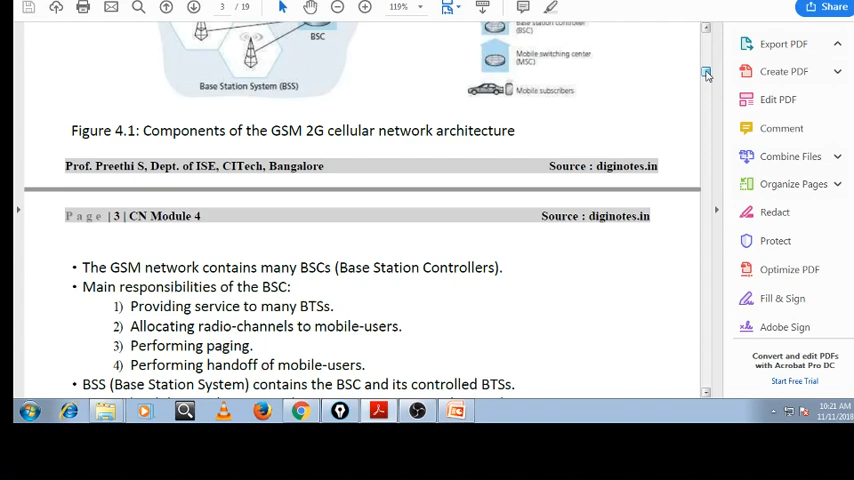 3 / 19
119%
Share
BSC
Base station controller
(BSC)
Mobile switching center
(MSC)
Base Station System (BSS)
Mobile subscribers
Figure 4.1: Components of the GSM 2G cellular network architecture
Prof. Preethi S, Dept. of ISE, CITech, Bangalore Source : diginotes.in
Page | 3 | CN Module 4 Source : diginotes.in
• The GSM network contains many BSCs (Base Station Controllers).
• Main responsibilities of the BSC:
1) Providing service to many BTSs.
2) Allocating radio-channels to mobile-users.
3) Performing paging.
4) Performing handoff of mobile-users.
• BSS (Base Station System) contains the BSC and its controlled BTSs.
Export PDF
Create PDF
Edit PDF
Comment
Combine Files
Organize Pages
Redact
Protect
Optimize PDF
Fill & Sign
Adobe Sign
Convert and edit PDFs
with Acrobat Pro DC
Start Free Trial
10:21 AM
11/11/2018